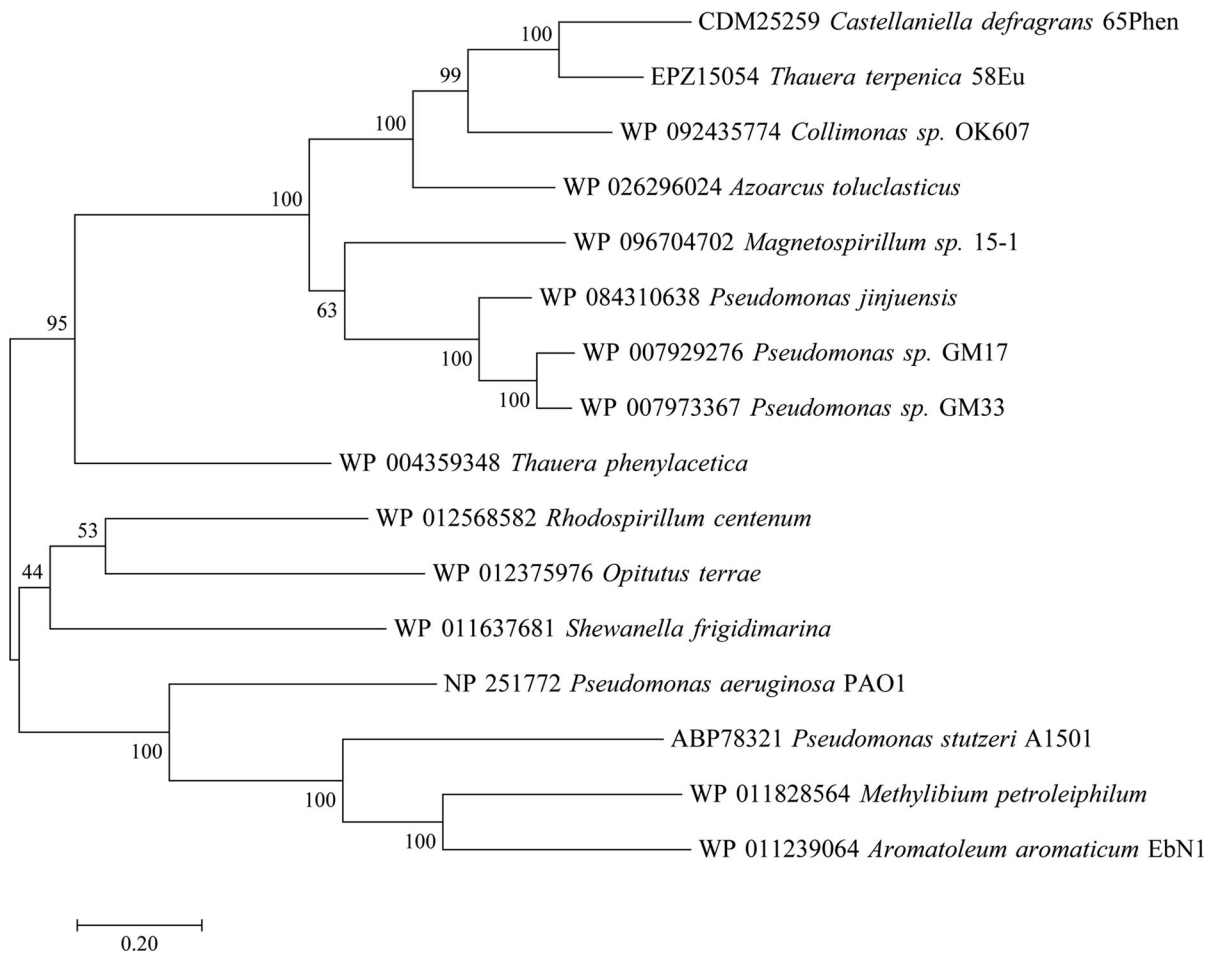 CDM25259 Castellaniella defragrans 65Phen
100
EPZ15054 Thauera terpenica 58Eu
99
WP 092435774 Collimonas sp. OK607
100
WP 026296024 Azoarcus toluclasticus
100
WP 096704702 Magnetospirillum sp. 15-1
WP 084310638 Pseudomonas jinjuensis
63
95
WP 007929276 Pseudomonas sp. GM17
100
100
WP 007973367 Pseudomonas sp. GM33
WP 004359348 Thauera phenylacetica
WP 012568582 Rhodospirillum centenum
53
44
WP 012375976 Opitutus terrae
WP 011637681 Shewanella frigidimarina
NP 251772 Pseudomonas aeruginosa PAO1
100
ABP78321 Pseudomonas stutzeri A1501
WP 011828564 Methylibium petroleiphilum
100
100
WP 011239064 Aromatoleum aromaticum EbN1
0.20